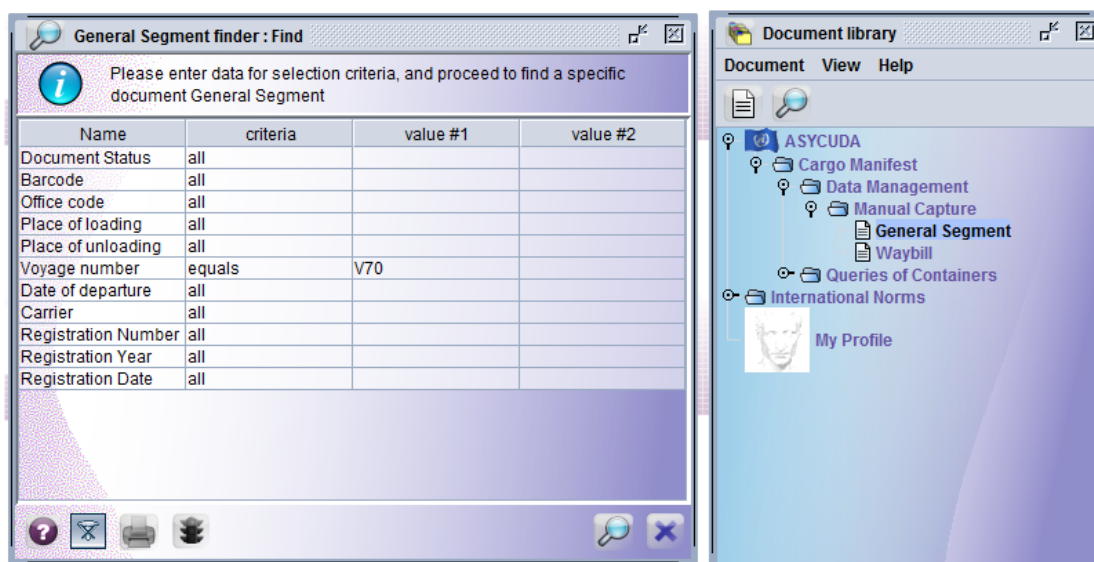 General Segment finder : Find
Please enter data for selection criteria, and proceed to find a specific
document General Segment
Name criteria value #1 value #2
Document Status all
Barcode all
Office code all
Place of loading all
Place of unloading all
Voyage number equals V70
Date of departure all
Carrier all
Registration Number all
Registration Year all
Registration Date all
Document library
Document View Help
ASYCUDA
Cargo Manifest
Data Management
Manual Capture
General Segment
Waybill
Queries of Containers
International Norms
My Profile